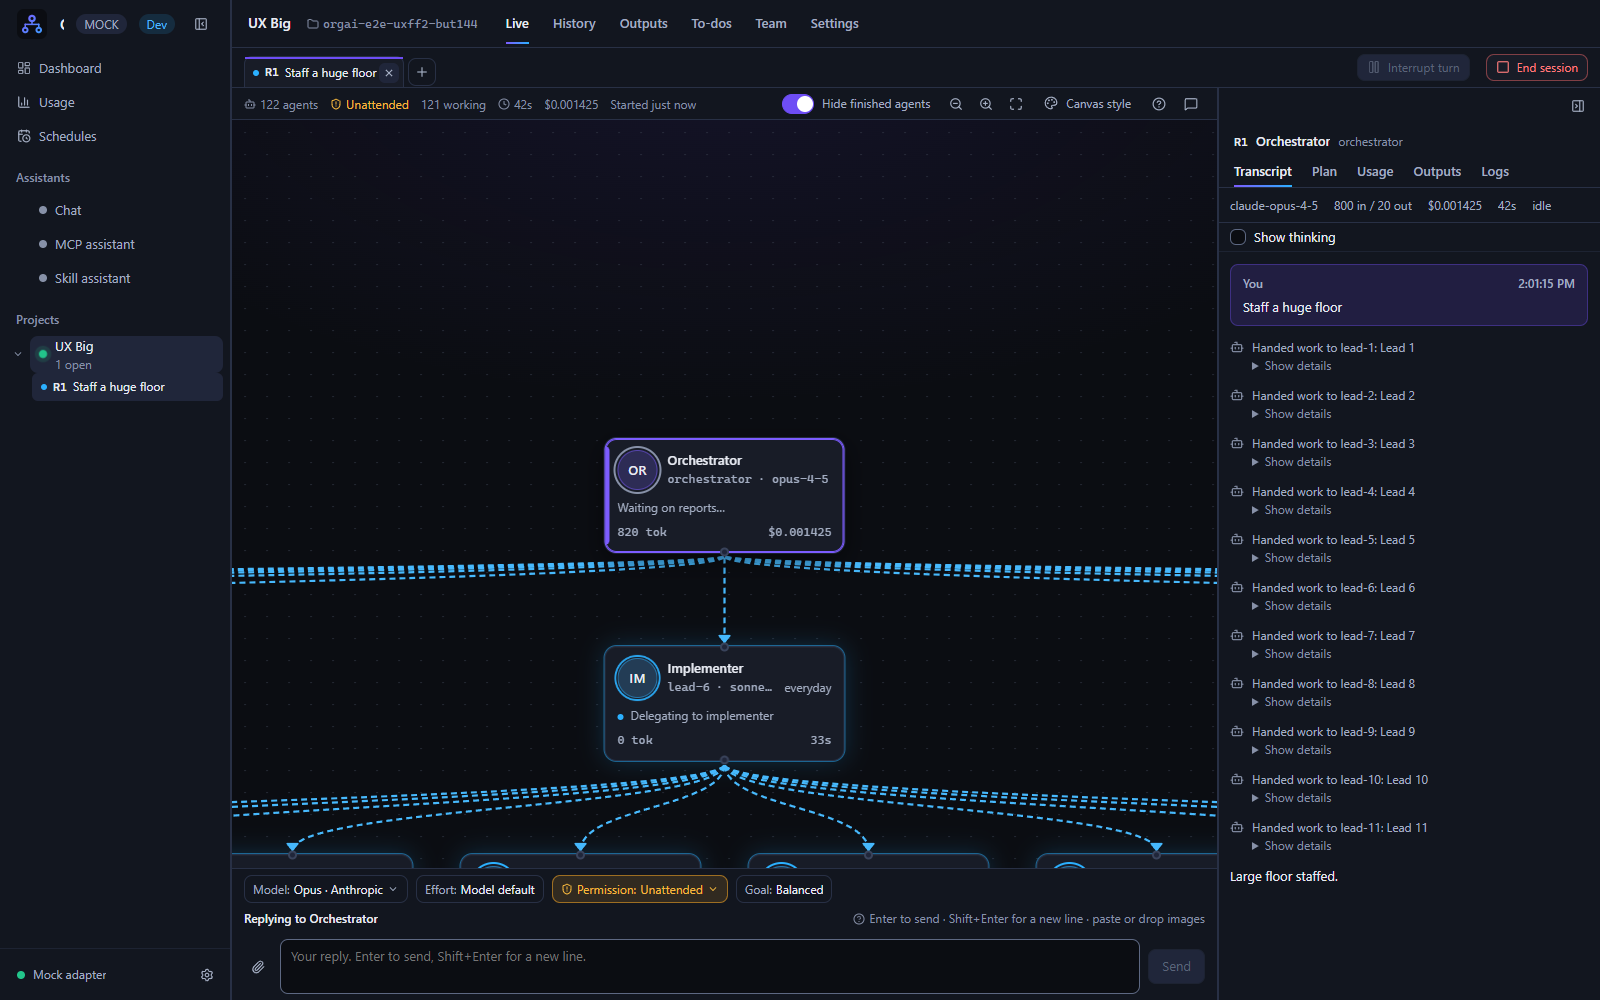 MOCK
Dev
Dashboard
Usage
Schedules
Assistants
Chat
MCP assistant
Skill assistant
Projects
UX Big
1 open
R1 Staff a huge floor
Mock adapter
UX Big
orgai-e2e-uxff2-but144
Live
History
Outputs
To-dos
Team
Settings
R1 Staff a huge floor
Interrupt turn
End session
122 agents
Unattended
121 working
42s
$0.001425
Started just now
Hide finished agents
Canvas style
OR
Orchestrator
orchestrator · opus-4-5
Waiting on reports...
820 tok
$0.001425
IM
Implementer
lead-6 · sonne…
everyday
Delegating to implementer
0 tok
33s
Model: Opus · Anthropic
Effort: Model default
Permission: Unattended
Goal: Balanced
Replying to Orchestrator
Enter to send · Shift+Enter for a new line · paste or drop images
Your reply. Enter to send, Shift+Enter for a new line.
Send
R1 Orchestrator orchestrator
Transcript
Plan
Usage
Outputs
Logs
claude-opus-4-5
800 in / 20 out
$0.001425
42s
idle
Show thinking
You
2:01:15 PM
Staff a huge floor
Handed work to lead-1: Lead 1
Show details
Handed work to lead-2: Lead 2
Show details
Handed work to lead-3: Lead 3
Show details
Handed work to lead-4: Lead 4
Show details
Handed work to lead-5: Lead 5
Show details
Handed work to lead-6: Lead 6
Show details
Handed work to lead-7: Lead 7
Show details
Handed work to lead-8: Lead 8
Show details
Handed work to lead-9: Lead 9
Show details
Handed work to lead-10: Lead 10
Show details
Handed work to lead-11: Lead 11
Show details
Large floor staffed.